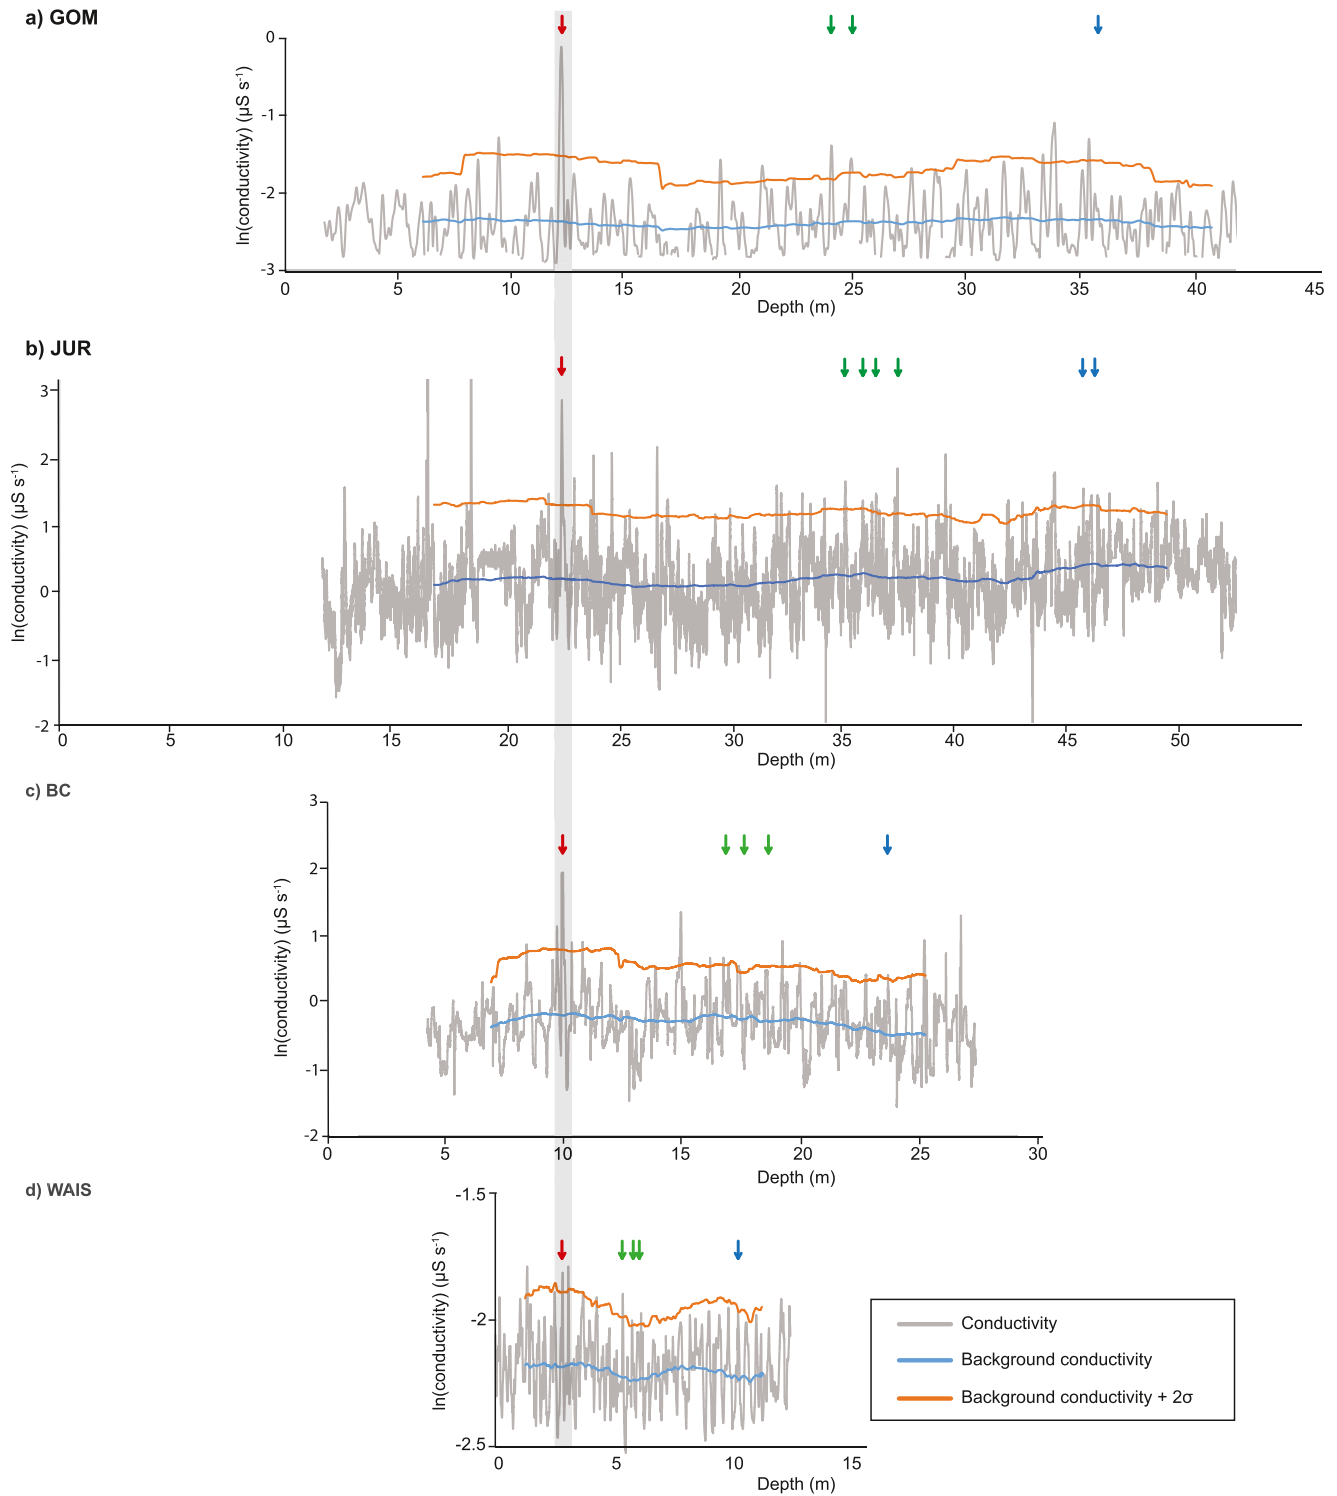 a) GOM
0
-1
-2
-3
ln(conductivity) (µS s⁻¹)
0 5 10 15 20 25 30 35 40 45
Depth (m)
b) JUR
3
2
1
0
-1
-2
ln(conductivity) (µS s⁻¹)
0 5 10 15 20 25 30 35 40 45 50
Depth (m)
c) BC
3
2
1
0
-1
-2
ln(conductivity) (µS s⁻¹)
0 5 10 15 20 25 30
Depth (m)
d) WAIS
-1.5
-2
-2.5
ln(conductivity) (µS s⁻¹)
0 5 10 15
Depth (m)
Conductivity
Background conductivity
Background conductivity + 2σ